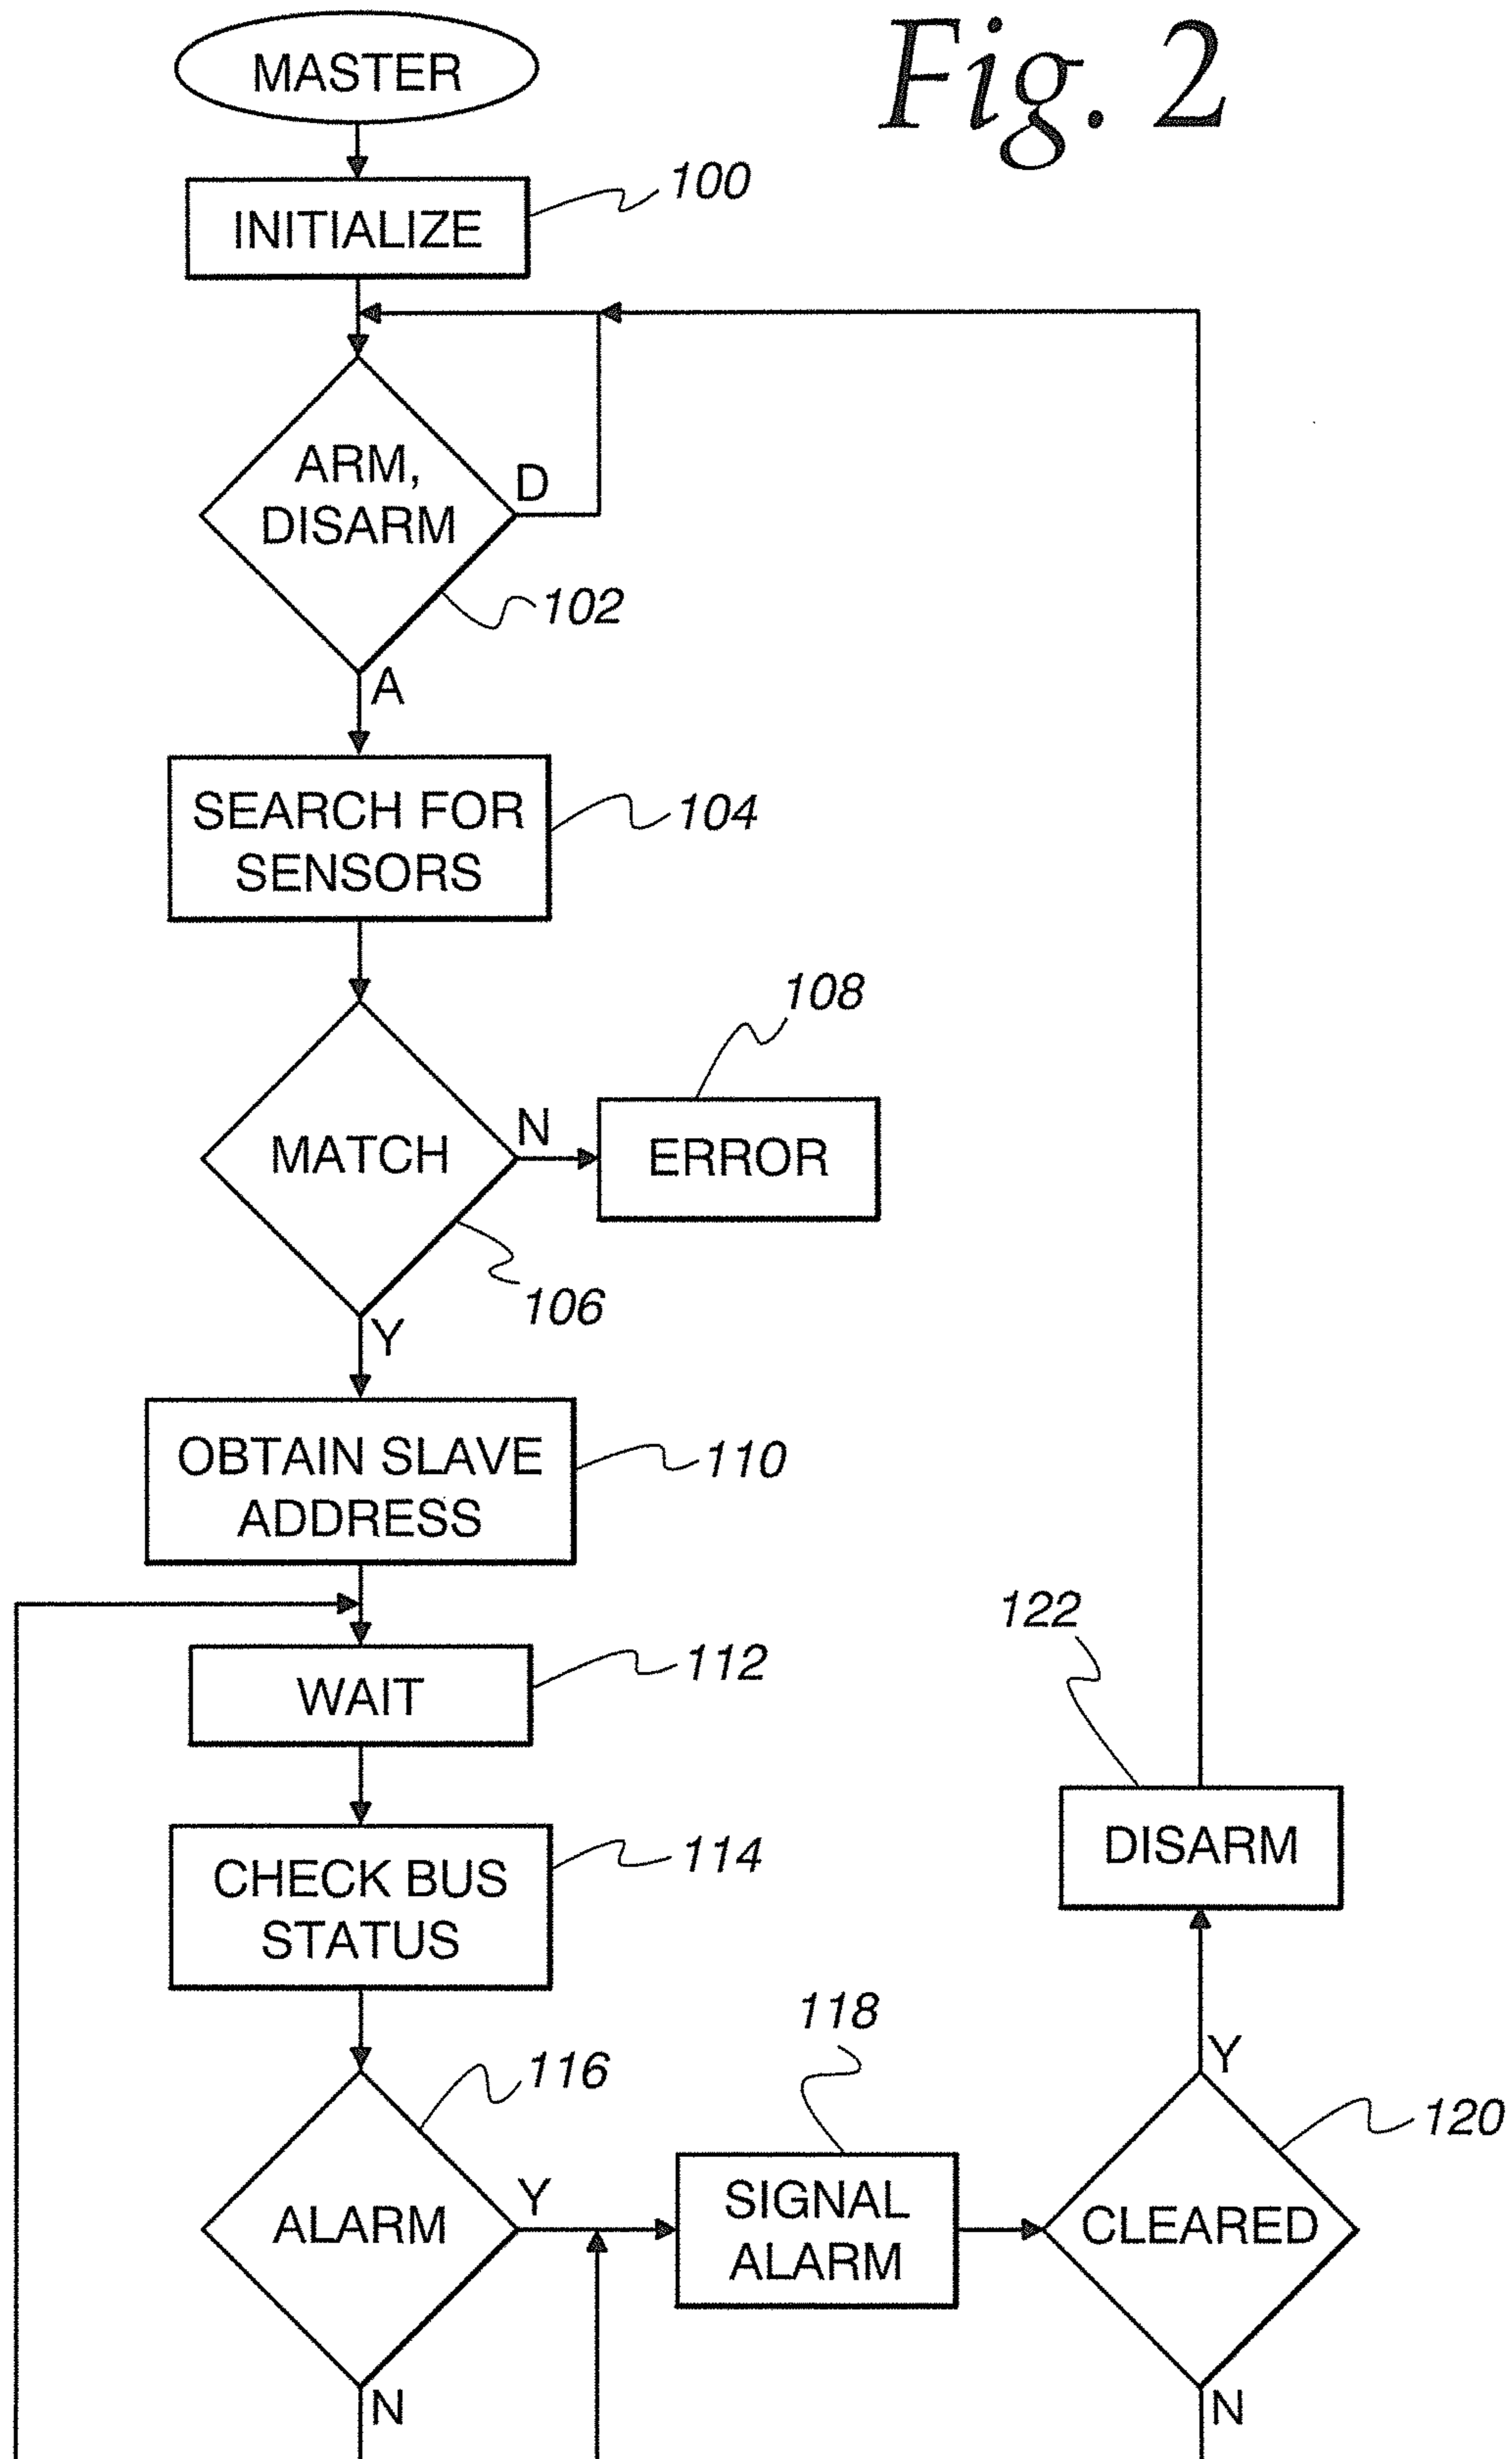 Fig. 2
MASTER
INITIALIZE
100
ARM,
DISARM
D
102
A
SEARCH FOR
SENSORS
104
MATCH
N
ERROR
108
106
Y
OBTAIN SLAVE
ADDRESS
110
WAIT
112
122
DISARM
CHECK BUS
STATUS
114
116
ALARM
Y
118
SIGNAL
ALARM
Y
120
CLEARED
N
N